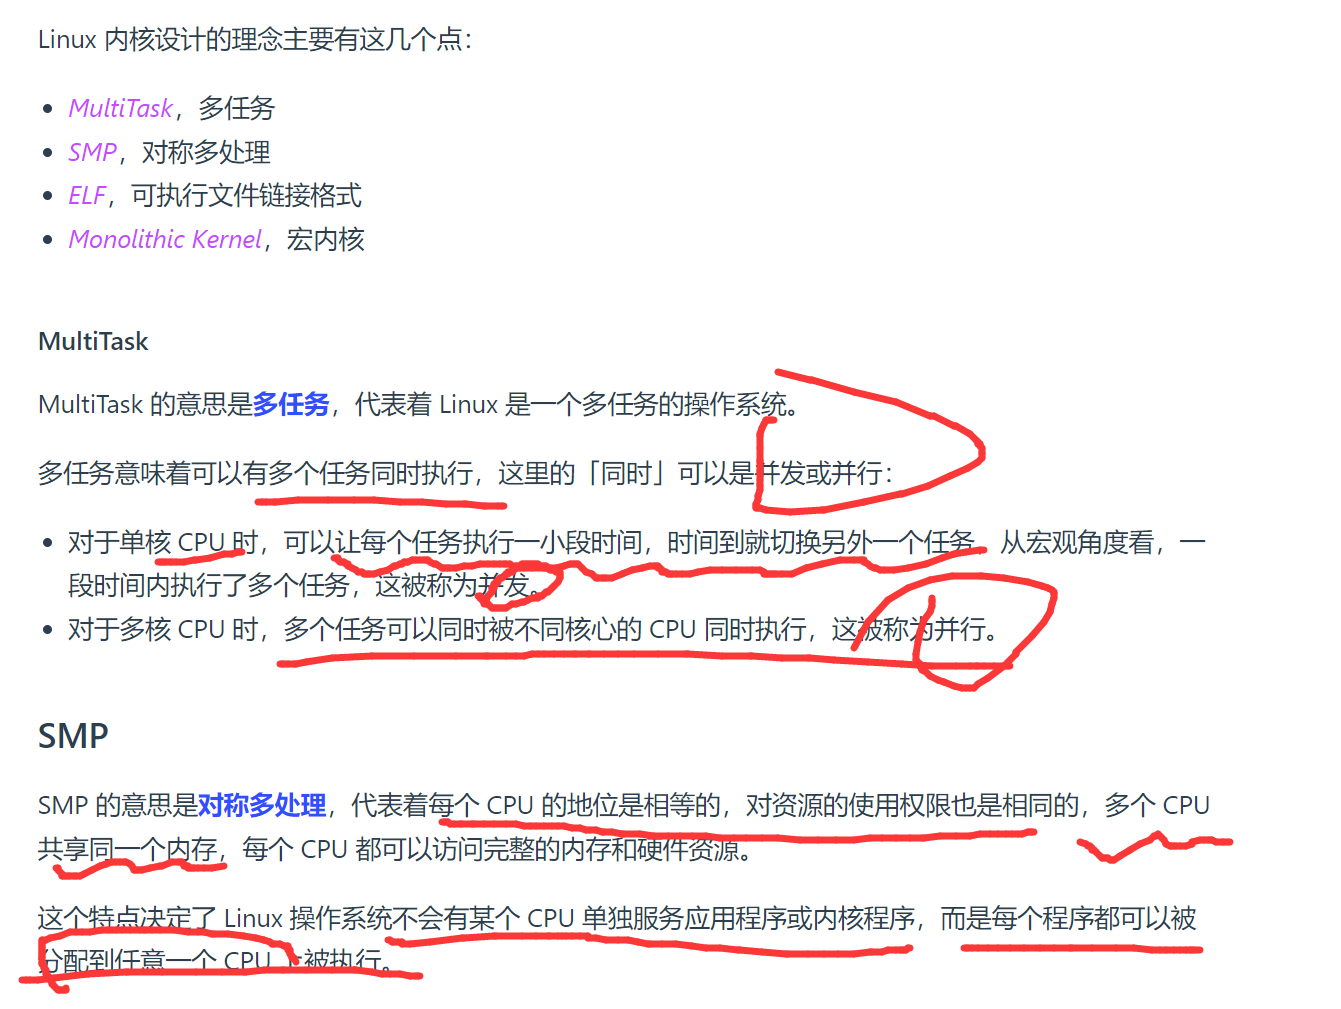 Linux 内核设计的理念主要有这几个点：
MultiTask，多任务
SMP，对称多处理
ELF，可执行文件链接格式
Monolithic Kernel，宏内核
MultiTask
MultiTask 的意思是多任务，代表着 Linux 是一个多任务的操作系统。
多任务意味着可以有多个任务同时执行，这里的「同时」可以是并发或并行：
对于单核 CPU 时，可以让每个任务执行一小段时间，时间到就切换另外一个任务，从宏观角度看，一
段时间内执行了多个任务，这被称为并发。
对于多核 CPU 时，多个任务可以同时被不同核心的 CPU 同时执行，这被称为并行。
SMP
SMP 的意思是对称多处理，代表着每个 CPU 的地位是相等的，对资源的使用权限也是相同的，多个 CPU
共享同一个内存，每个 CPU 都可以访问完整的内存和硬件资源。
这个特点决定了 Linux 操作系统不会有某个 CPU 单独服务应用程序或内核程序，而是每个程序都可以被
分配到任意一个 CPU 上被执行。